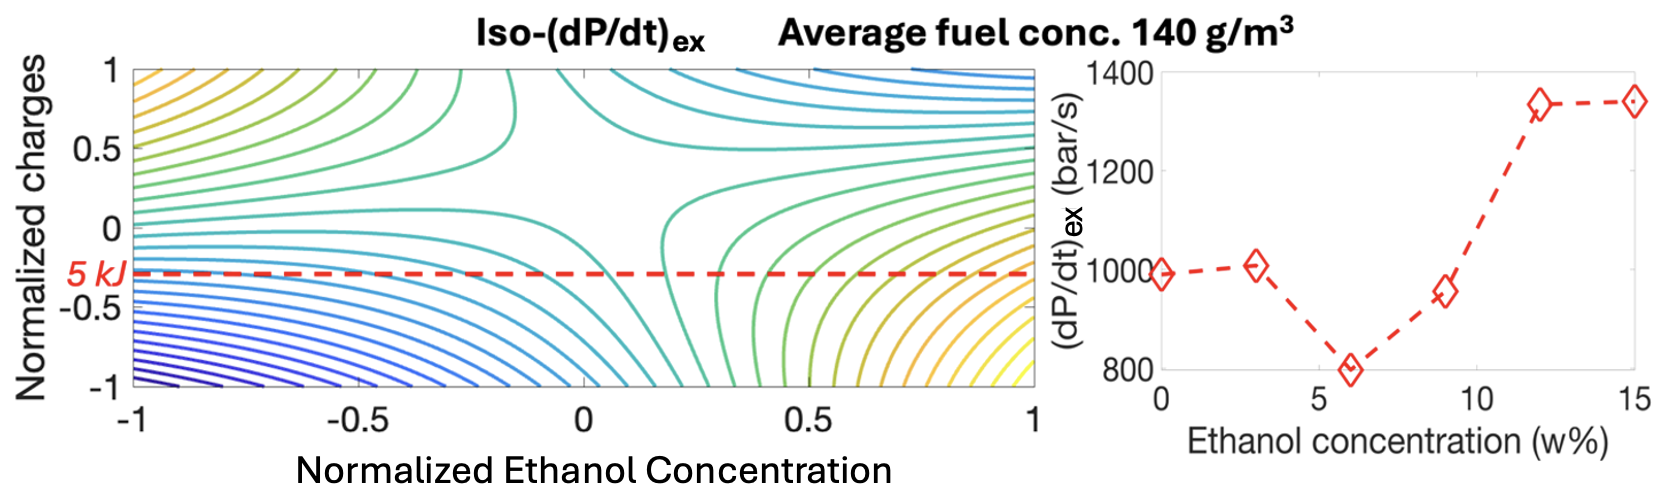 Iso-(dP/dt)ex Average fuel conc. 140 g/m³
Normalized charges
1
0.5
0
5 kJ
-0.5
-1
-1 -0.5 0 0.5 1
Normalized Ethanol Concentration
(dP/dt)ex (bar/s)
1400
1200
1000
800
0 5 10 15
Ethanol concentration (w%)